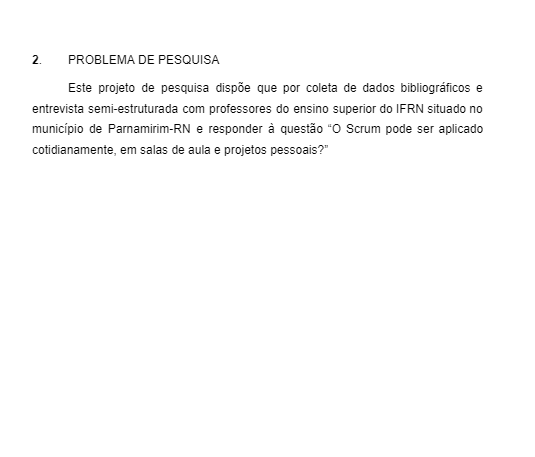 2. PROBLEMA DE PESQUISA
Este projeto de pesquisa dispõe que por coleta de dados bibliográficos e
entrevista semi-estruturada com professores do ensino superior do IFRN situado no
município de Parnamirim-RN e responder à questão “O Scrum pode ser aplicado
cotidianamente, em salas de aula e projetos pessoais?”